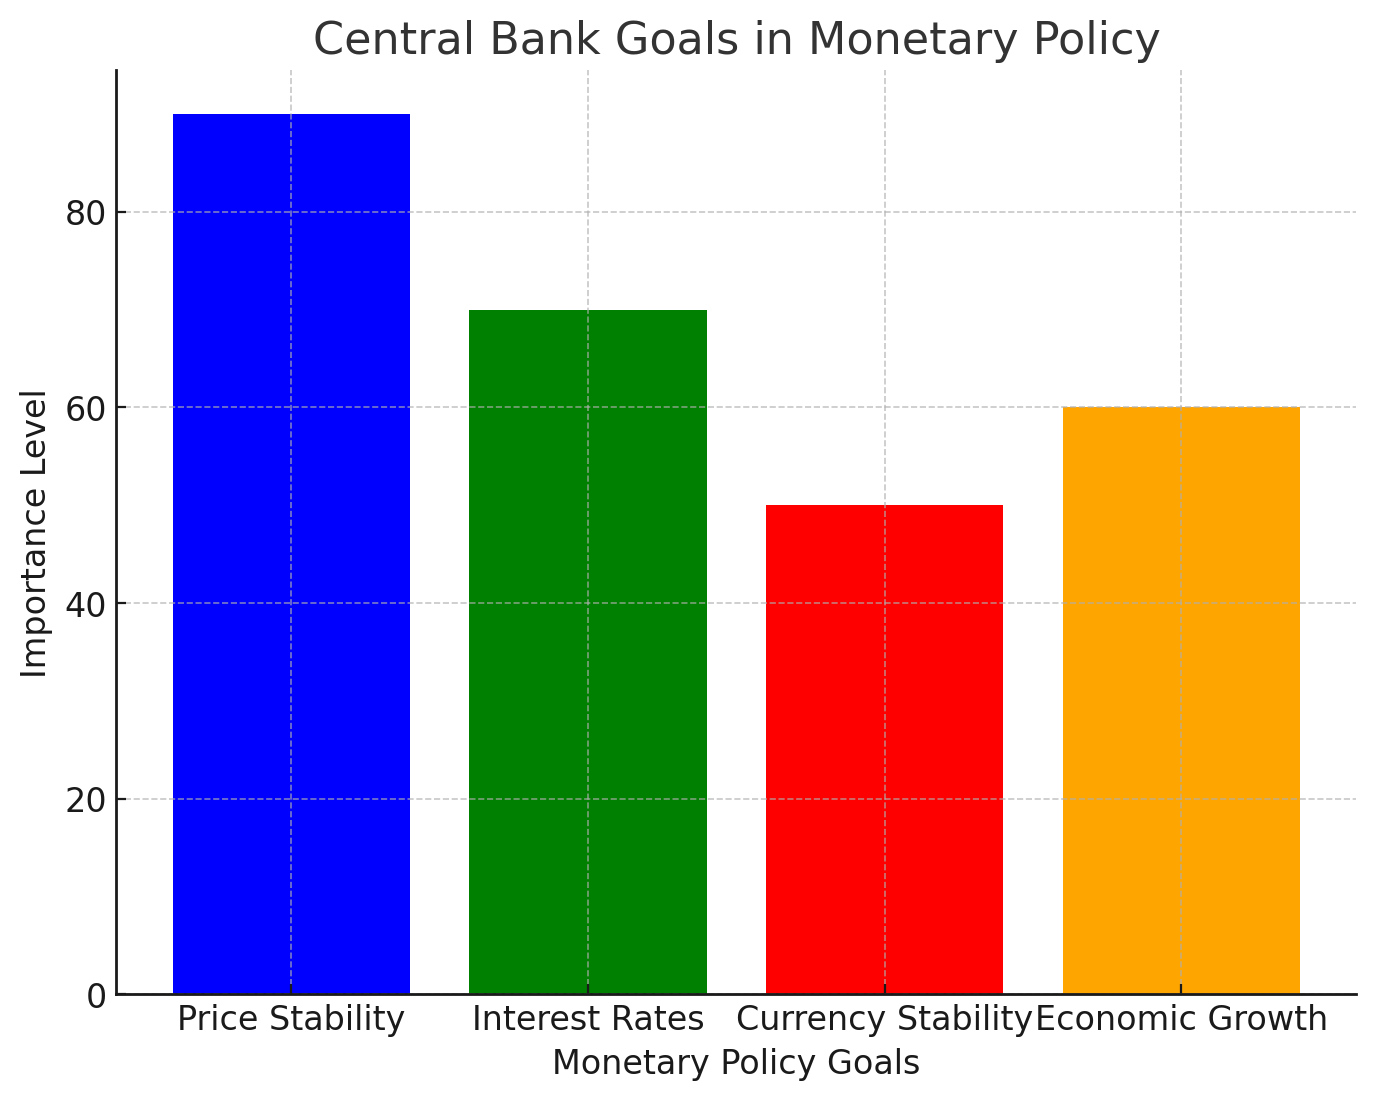 Central Bank Goals in Monetary Policy
Importance Level
80
60
40
20
0
Price Stability Interest Rates Currency Stability Economic Growth
Monetary Policy Goals